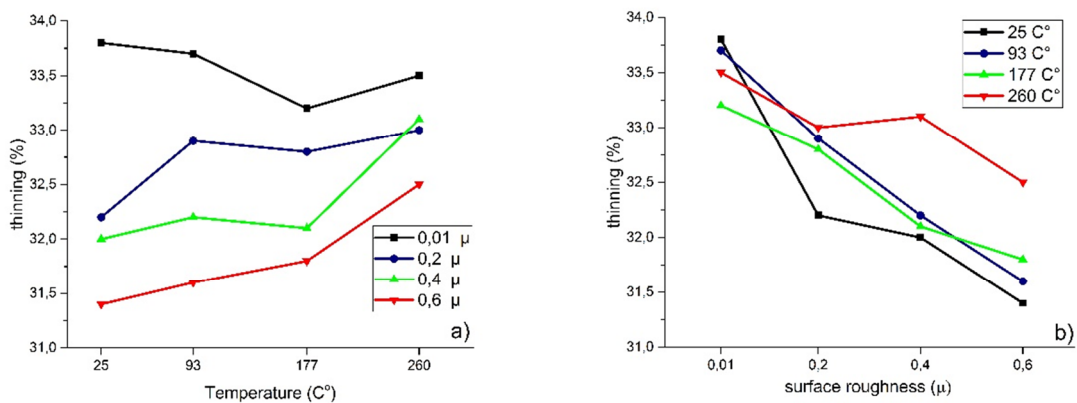 34,0
33,5
33,0
32,5
32,0
31,5
31,0
thinning (%)
25 93 177 260
Temperature (C°)
0,01 μ
0,2 μ
0,4 μ
0,6 μ
a)
34,0
33,5
33,0
32,5
32,0
31,5
31,0
thinning (%)
0,01 0,2 0,4 0,6
surface roughness (μ)
25 C°
93 C°
177 C°
260 C°
b)